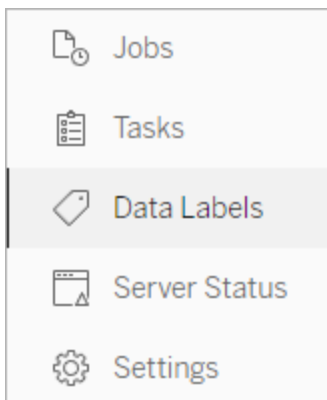 Jobs
Tasks
Data Labels
Server Status
Settings